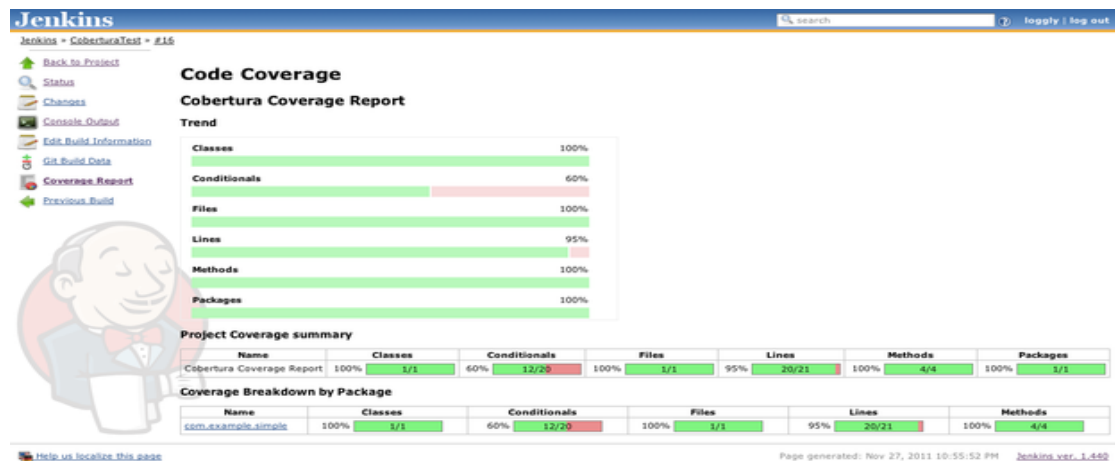 Jenkins search loggly | log out
Jenkins » CoberturaTest » #16
Back to Project
Status
Changes
Console Output
Edit Build Information
Git Build Data
Coverage Report
Previous Build
Code Coverage
Cobertura Coverage Report
Trend
Classes 100%
Conditionals 60%
Files 100%
Lines 95%
Methods 100%
Packages 100%
Project Coverage summary
Name Classes Conditionals Files Lines Methods Packages
Cobertura Coverage Report 100% 1/1 60% 12/20 100% 1/1 95% 20/21 100% 4/4 100% 1/1
Coverage Breakdown by Package
Name Classes Conditionals Files Lines Methods
com.example.simple 100% 1/1 60% 12/20 100% 1/1 95% 20/21 100% 4/4
Help us localize this page Page generated: Nov 27, 2011 10:55:52 PM Jenkins ver. 1.440